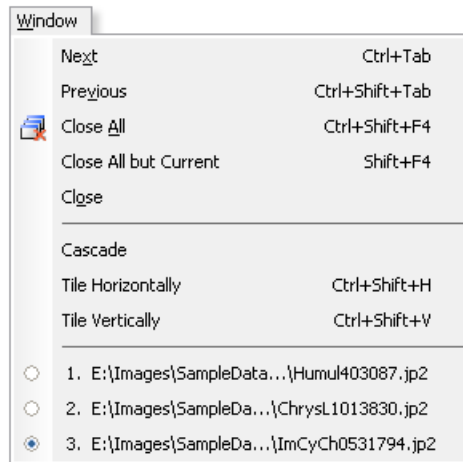 Window
Next Ctrl+Tab
Previous Ctrl+Shift+Tab
Close All Ctrl+Shift+F4
Close All but Current Shift+F4
Close
Cascade
Tile Horizontally Ctrl+Shift+H
Tile Vertically Ctrl+Shift+V
1. E:\Images\SampleData...\Humul403087.jp2
2. E:\Images\SampleDa...\ChrysL1013830.jp2
3. E:\Images\SampleDa...\ImCyCh0531794.jp2